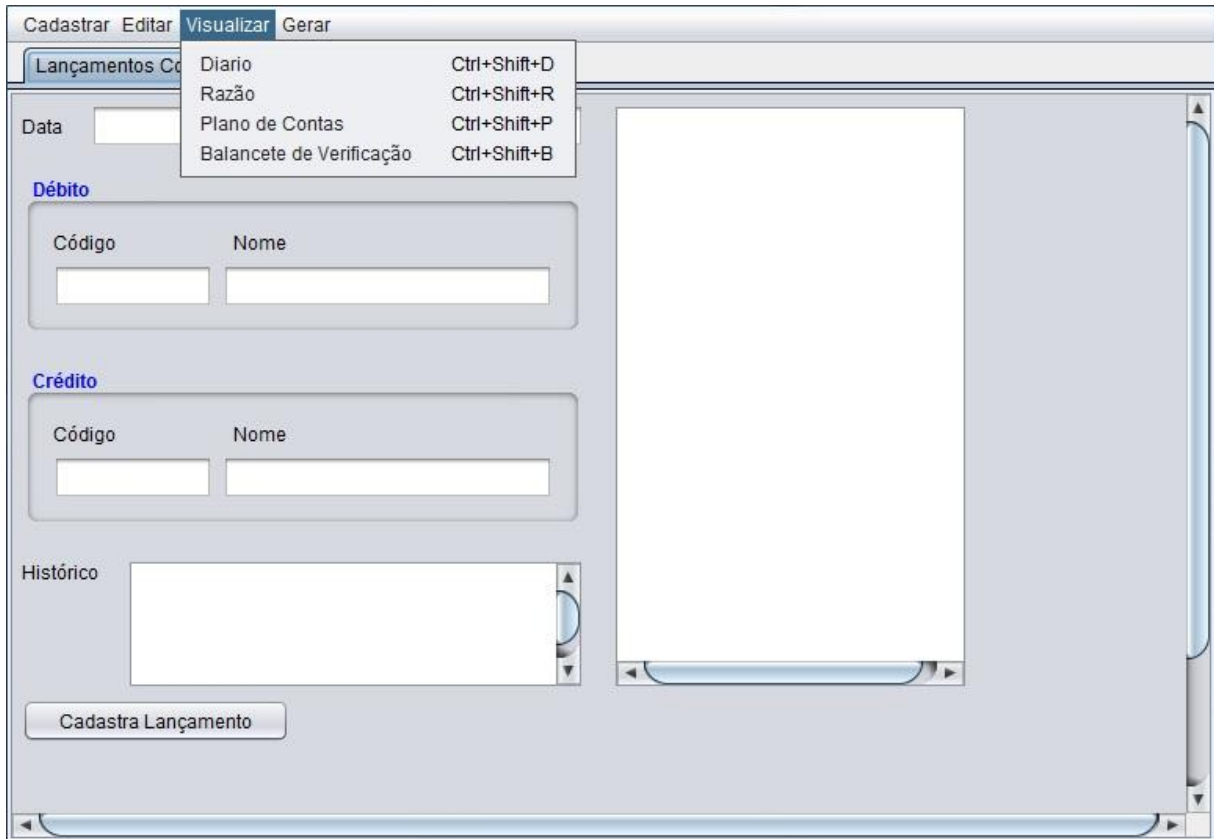 Cadastrar Editar Visualizar Gerar
Lançamentos
Diario Ctrl+Shift+D
Razão Ctrl+Shift+R
Plano de Contas Ctrl+Shift+P
Balancete de Verificação Ctrl+Shift+B
Data
Débito
Código Nome
Crédito
Código Nome
Histórico
Cadastra Lançamento